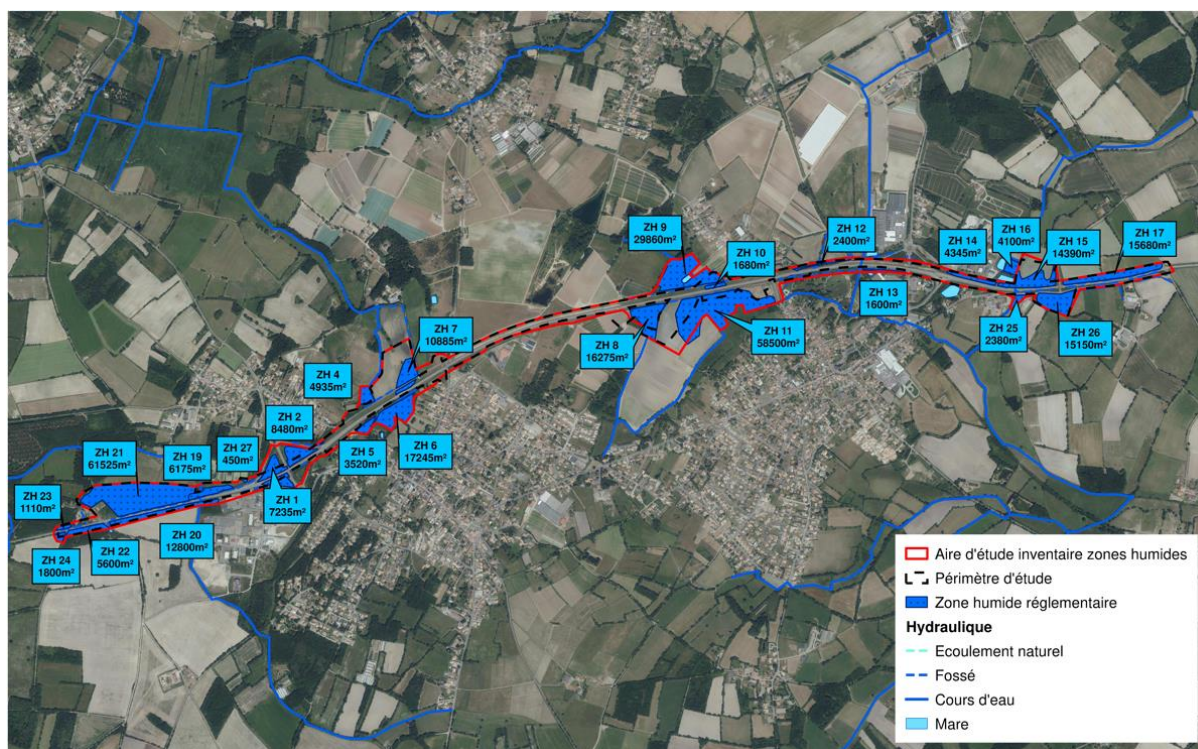 ZH 9
29860m²
ZH 10
1680m²
ZH 12
2400m²
ZH 14
4345m²
ZH 16
4100m²
ZH 15
14390m²
ZH 17
15680m²
ZH 7
10885m²
ZH 8
16275m²
ZH 11
58500m²
ZH 13
1600m²
ZH 25
2380m²
ZH 26
15150m²
ZH 4
4935m²
ZH 2
8480m²
ZH 27
450m²
ZH 19
6175m²
ZH 21
61525m²
ZH 5
3520m²
ZH 6
17245m²
ZH 23
1110m²
ZH 1
7235m²
ZH 20
12800m²
ZH 22
5600m²
ZH 24
1800m²
Aire d'étude inventaire zones humides
Périmètre d'étude
Zone humide réglementaire
Hydraulique
Ecoulement naturel
Fossé
Cours d'eau
Mare